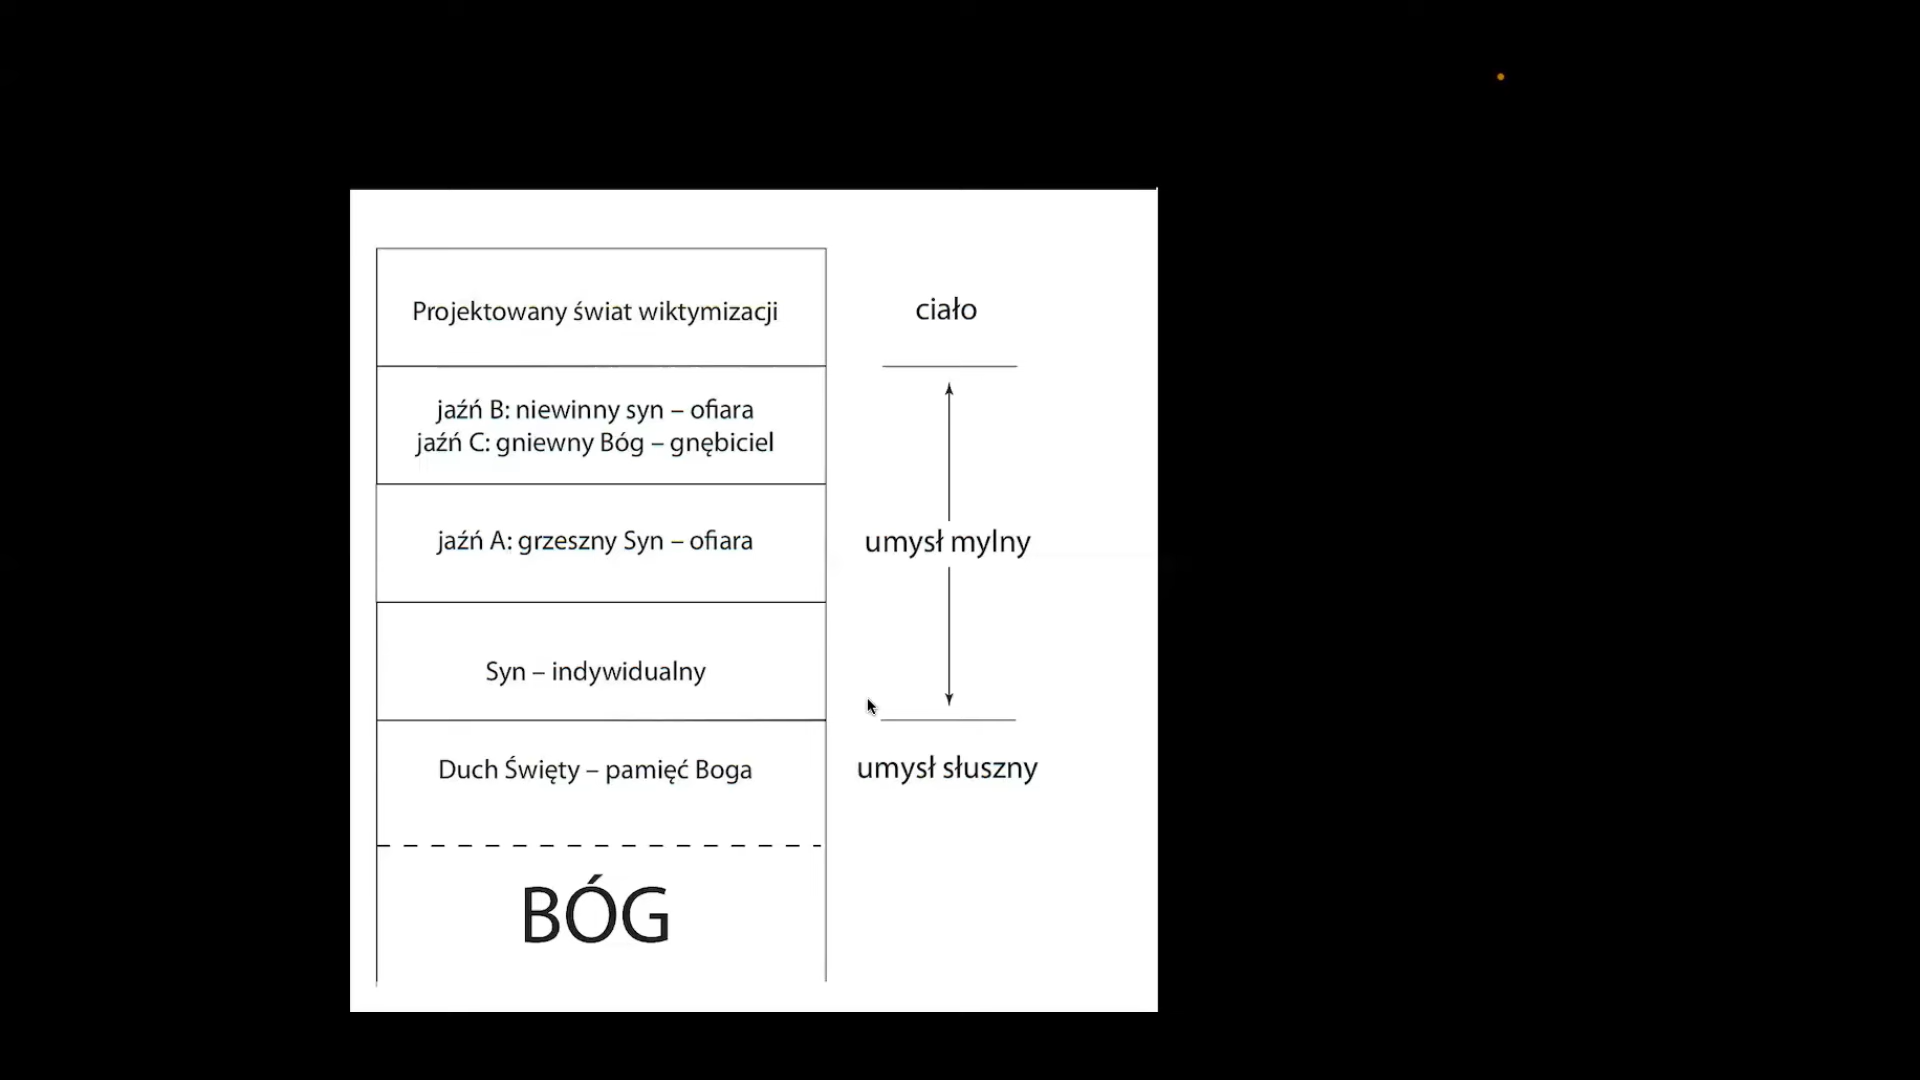 Projektowany świat wiktymizacji
ciało
jaźń B: niewinny syn – ofiara
jaźń C: gniewny Bóg – gnębiciel
jaźń A: grzeszny Syn – ofiara
umysł mylny
Syn – indywidualny
Duch Święty – pamięć Boga
umysł słuszny
BÓG